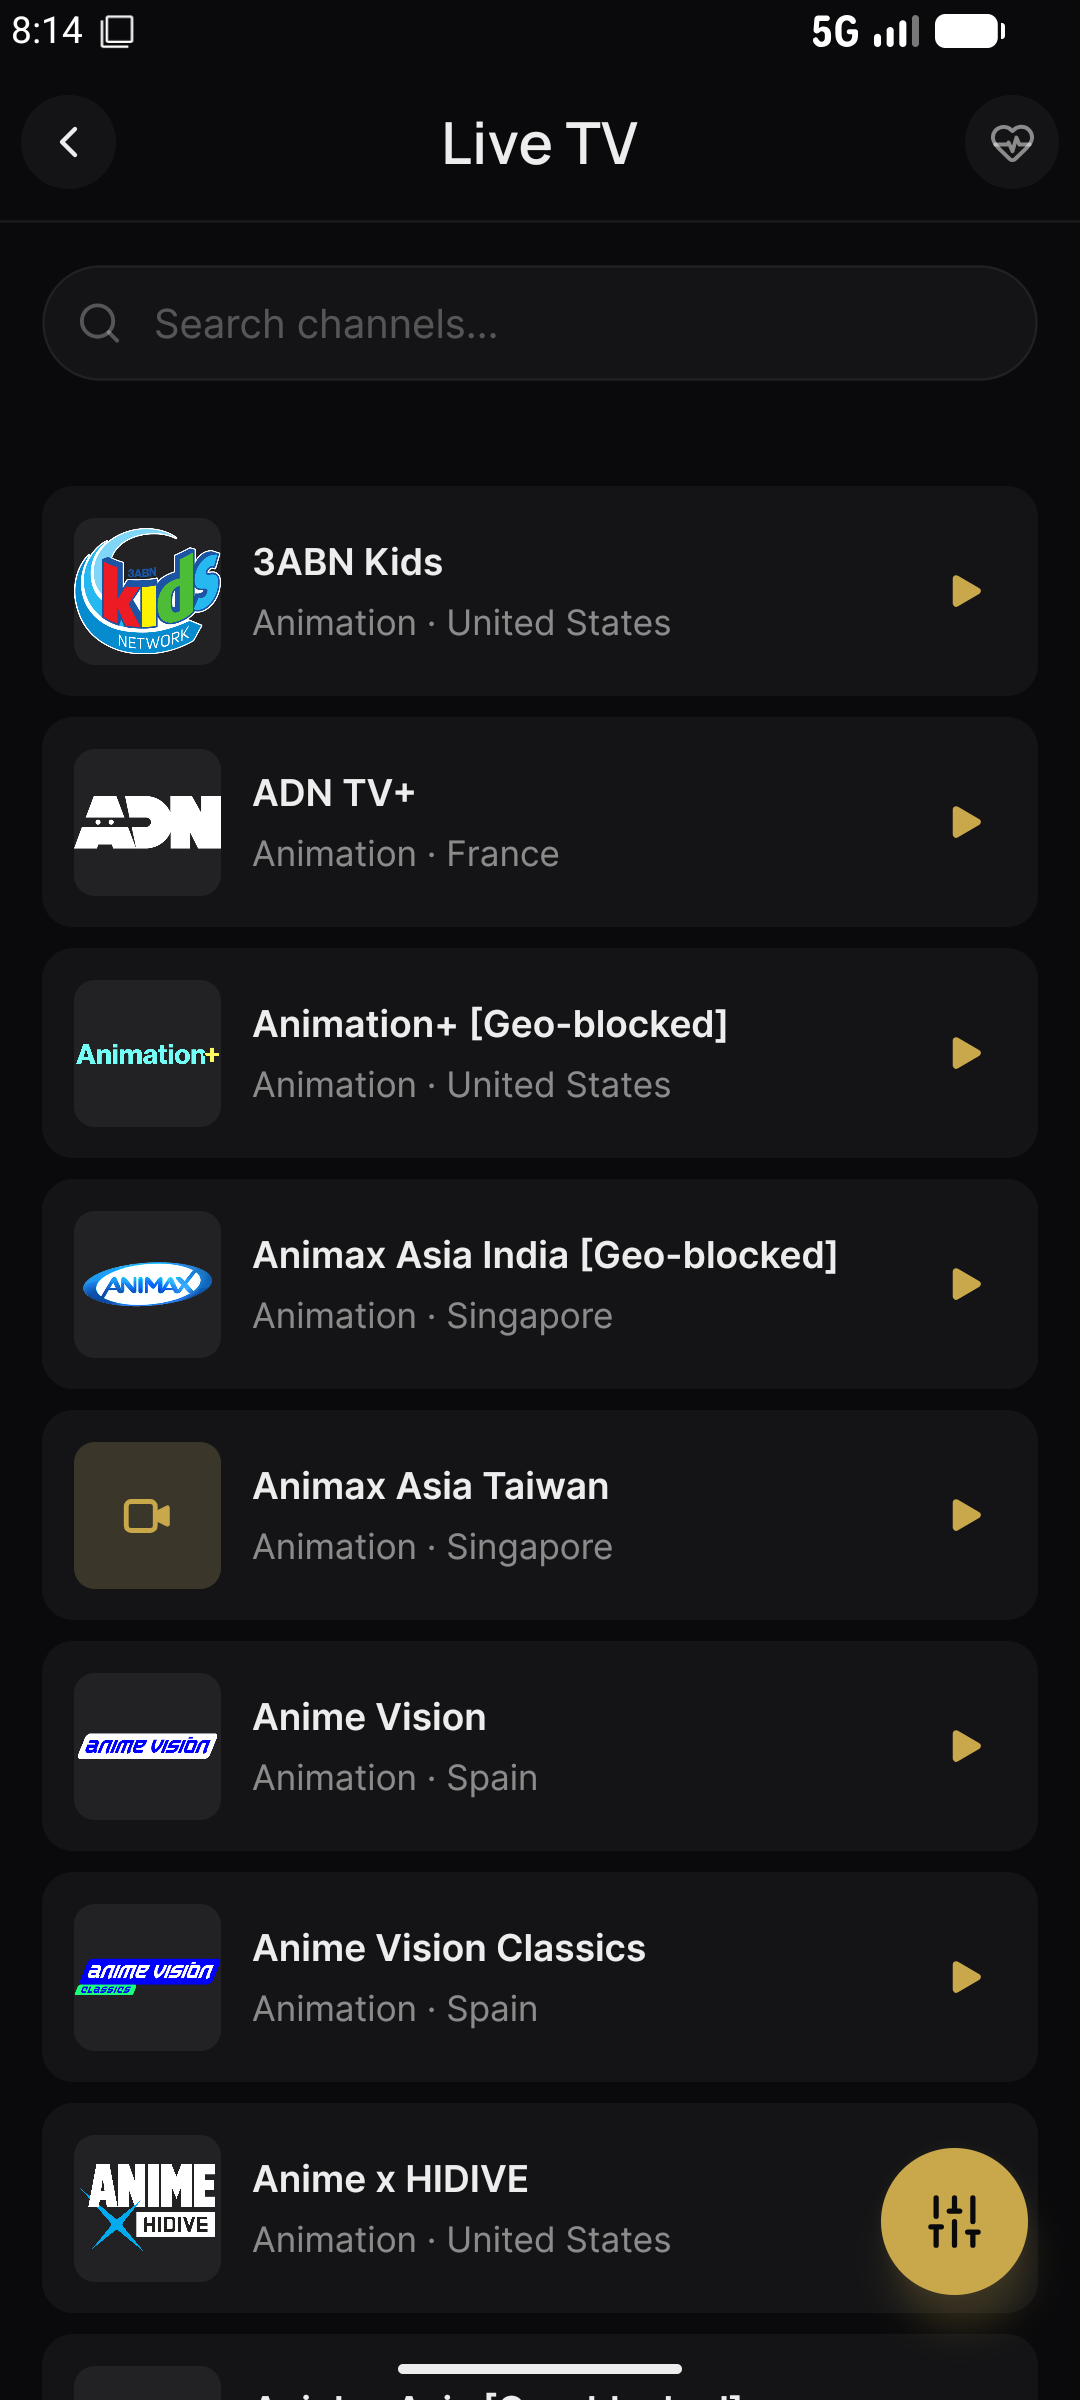 8:14
5G
Live TV
Search channels...
3ABN
kids
NETWORK
3ABN Kids
Animation · United States
ADN
ADN TV+
Animation · France
Animation+
Animation+ [Geo-blocked]
Animation · United States
ANIMAX
Animax Asia India [Geo-blocked]
Animation · Singapore
Animax Asia Taiwan
Animation · Singapore
anime visión
Anime Vision
Animation · Spain
anime visión
CLASSICS
Anime Vision Classics
Animation · Spain
ANIME
HIDIVE
Anime x HIDIVE
Animation · United States